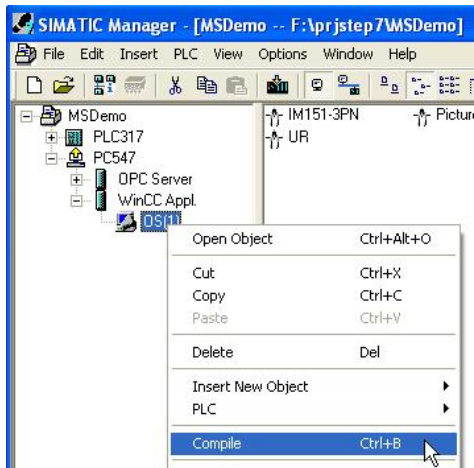 SIMATIC Manager - [MSDemo -- F:\prjstep7\MSDemo]
File Edit Insert PLC View Options Window Help
MSDemo
PLC317
PC547
OPC Server
WinCC Appl.
OS(1)
IM151-3PN
UR
Open Object Ctrl+Alt+O
Cut Ctrl+X
Copy Ctrl+C
Paste Ctrl+V
Delete Del
Insert New Object
PLC
Compile Ctrl+B